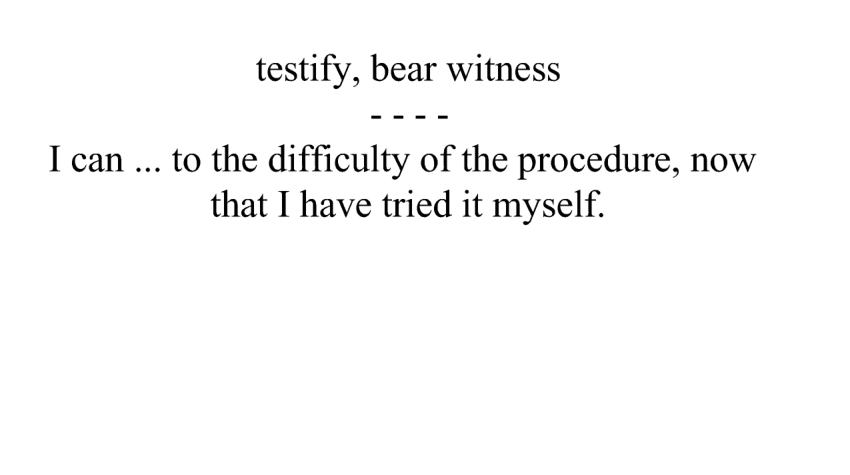 testify, bear witness
- - - -
I can ... to the difficulty of the procedure, now
that I have tried it myself.